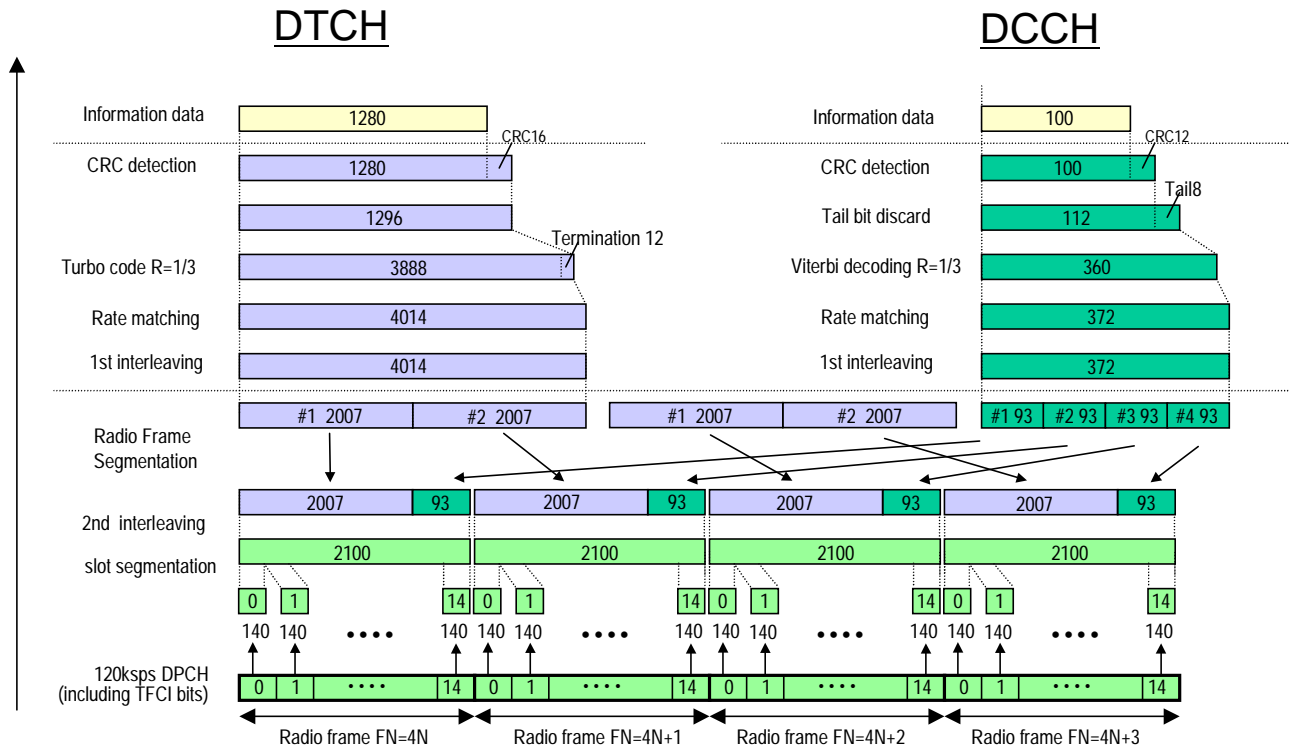 DTCH DCCH
Information data 1280 Information data 100
CRC16 CRC12
CRC detection 1280 CRC detection 100
Tail8
1296 Tail bit discard 112
Termination 12
Turbo code R=1/3 3888 Viterbi decoding R=1/3 360
Rate matching 4014 Rate matching 372
1st interleaving 4014 1st interleaving 372
#1 2007 #2 2007 #1 2007 #2 2007 #1 93 #2 93 #3 93 #4 93
Radio Frame
Segmentation
2007 93 2007 93 2007 93 2007 93
2nd interleaving
2100 2100 2100 2100
slot segmentation
0 1 14 0 1 14 0 1 14 0 1 14
140 140 •••• 140 140 140 •••• 140 140 140 •••• 140 140 140 •••• 140
120ksps DPCH
(including TFCI bits)
0 1 •••• 14 0 1 •••• 14 0 1 •••• 14 0 1 •••• 14
Radio frame FN=4N Radio frame FN=4N+1 Radio frame FN=4N+2 Radio frame FN=4N+3